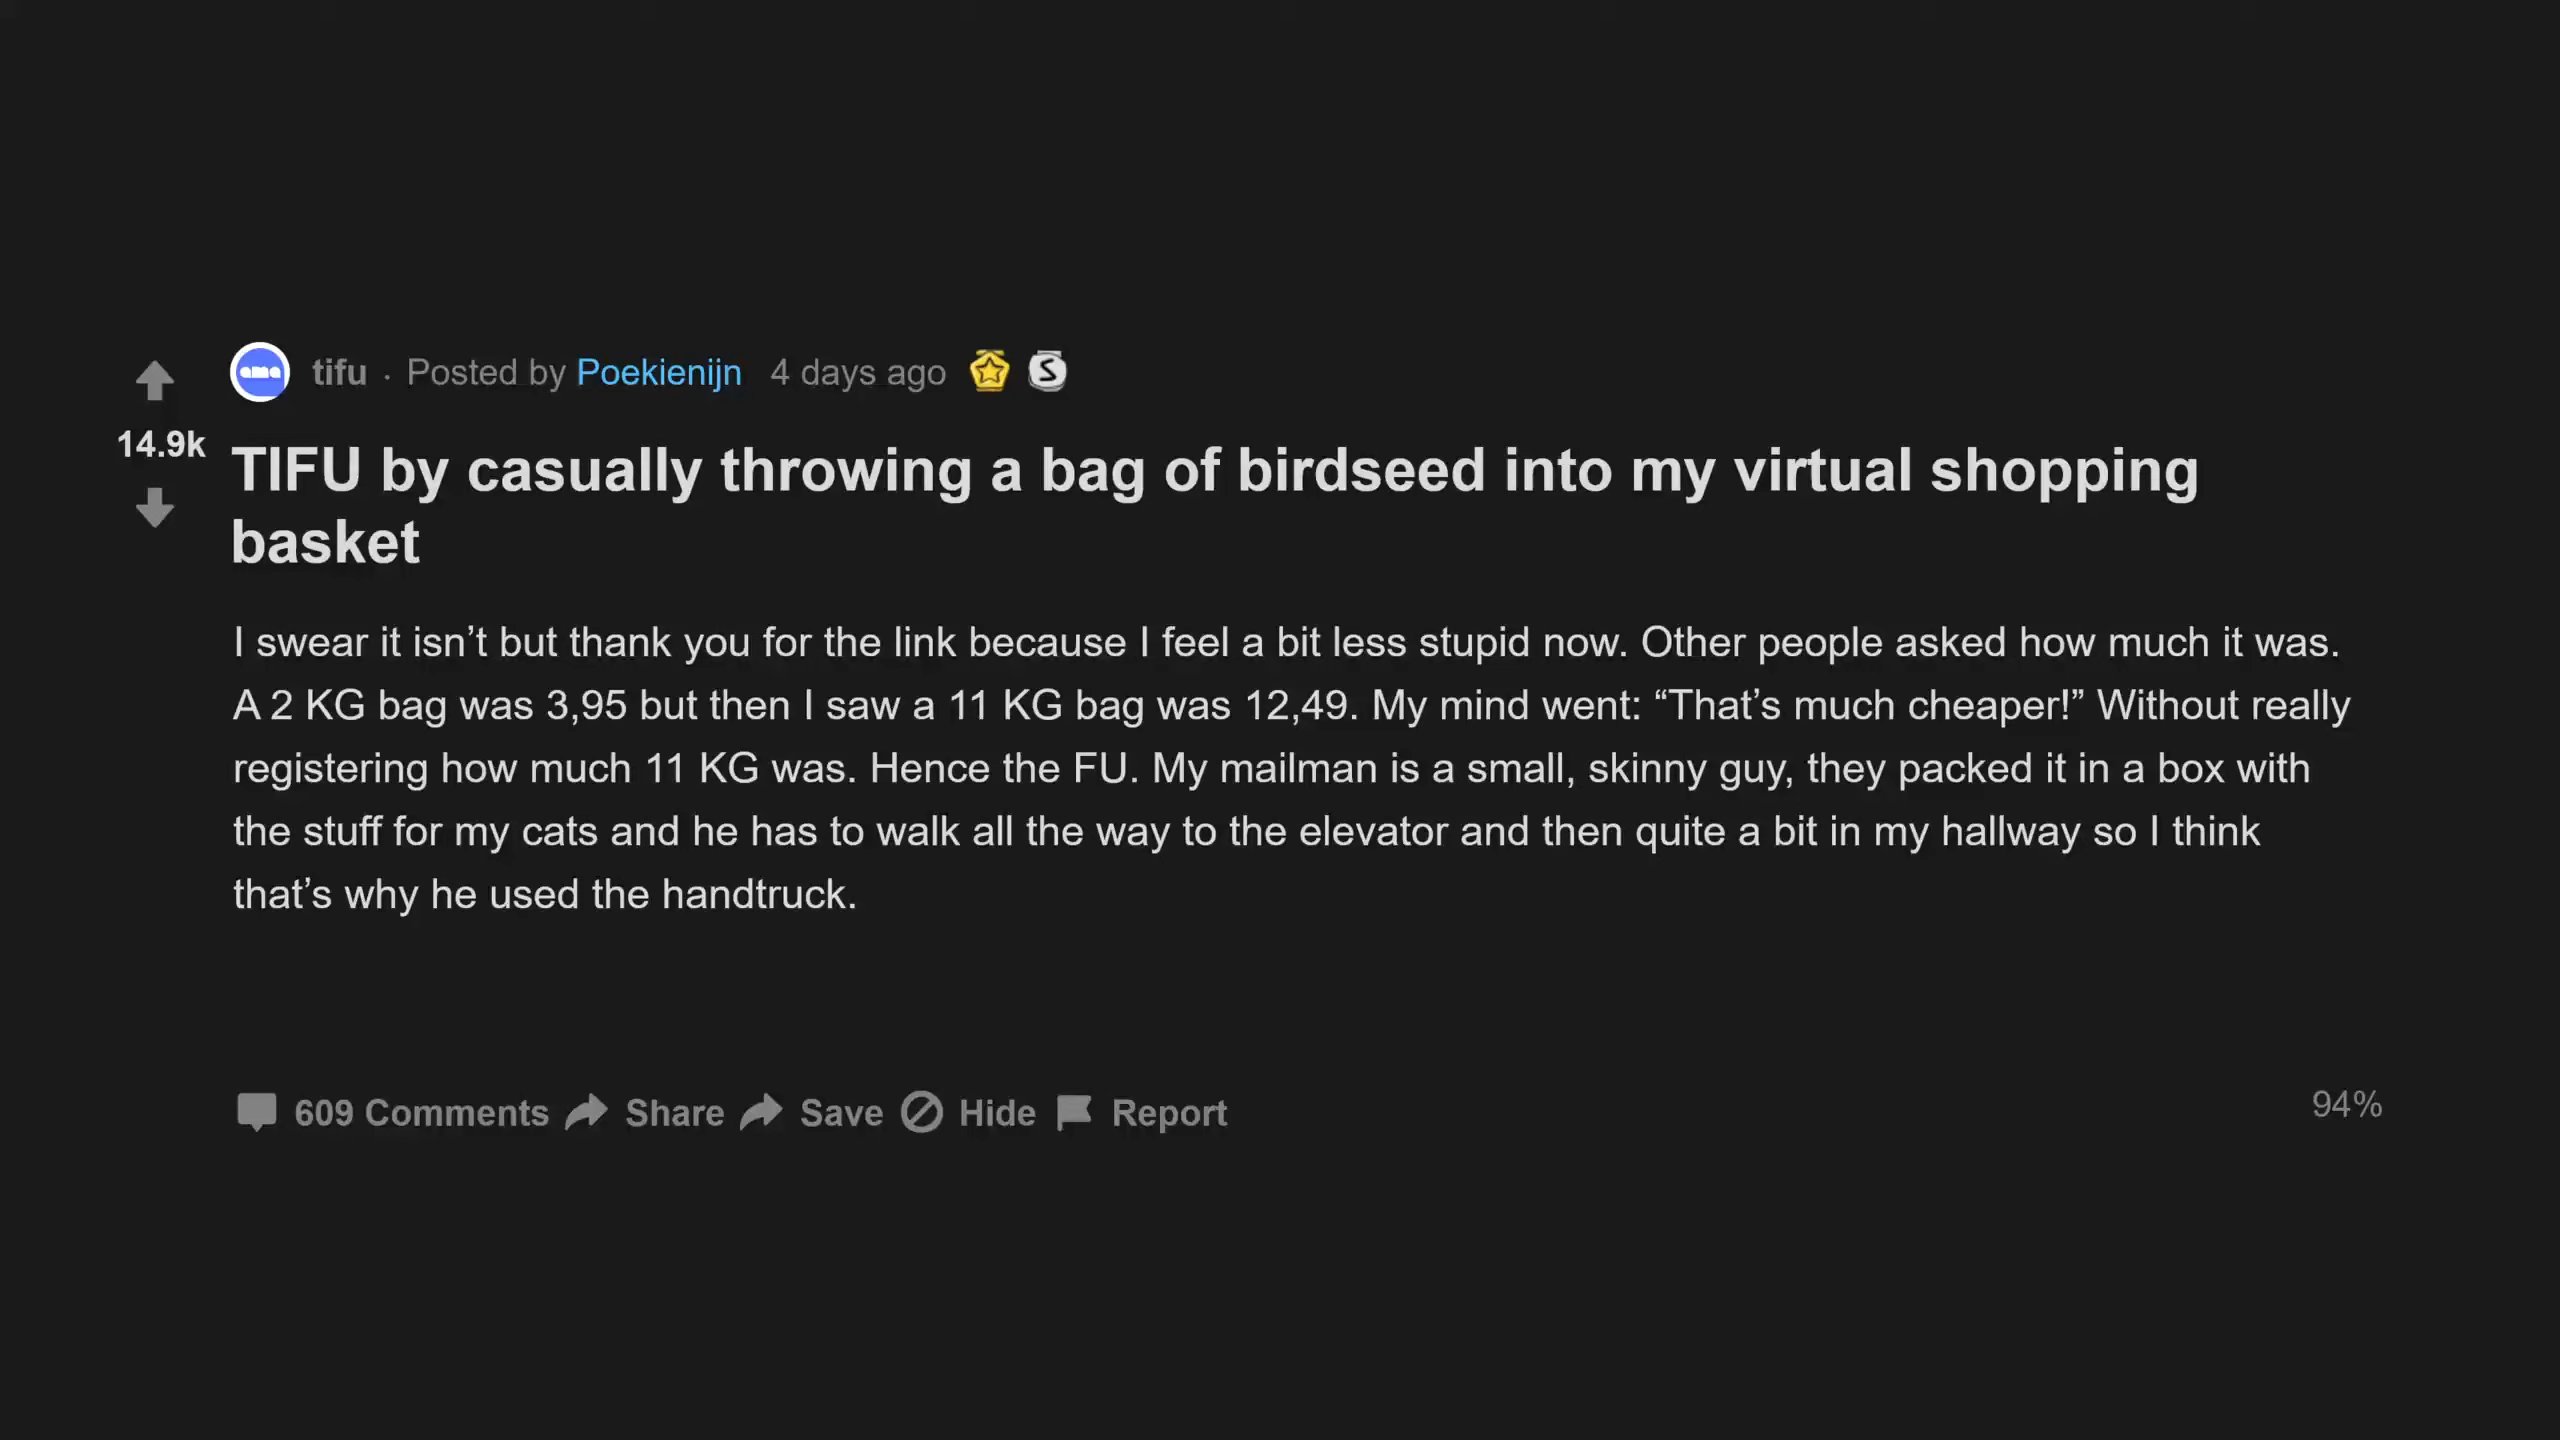 tifu · Posted by Poekienijn 4 days ago
14.9k
TIFU by casually throwing a bag of birdseed into my virtual shopping
basket
I swear it isn’t but thank you for the link because I feel a bit less stupid now. Other people asked how much it was.
A 2 KG bag was 3,95 but then I saw a 11 KG bag was 12,49. My mind went: “That’s much cheaper!” Without really
registering how much 11 KG was. Hence the FU. My mailman is a small, skinny guy, they packed it in a box with
the stuff for my cats and he has to walk all the way to the elevator and then quite a bit in my hallway so I think
that’s why he used the handtruck.
609 Comments Share Save Hide Report
94%